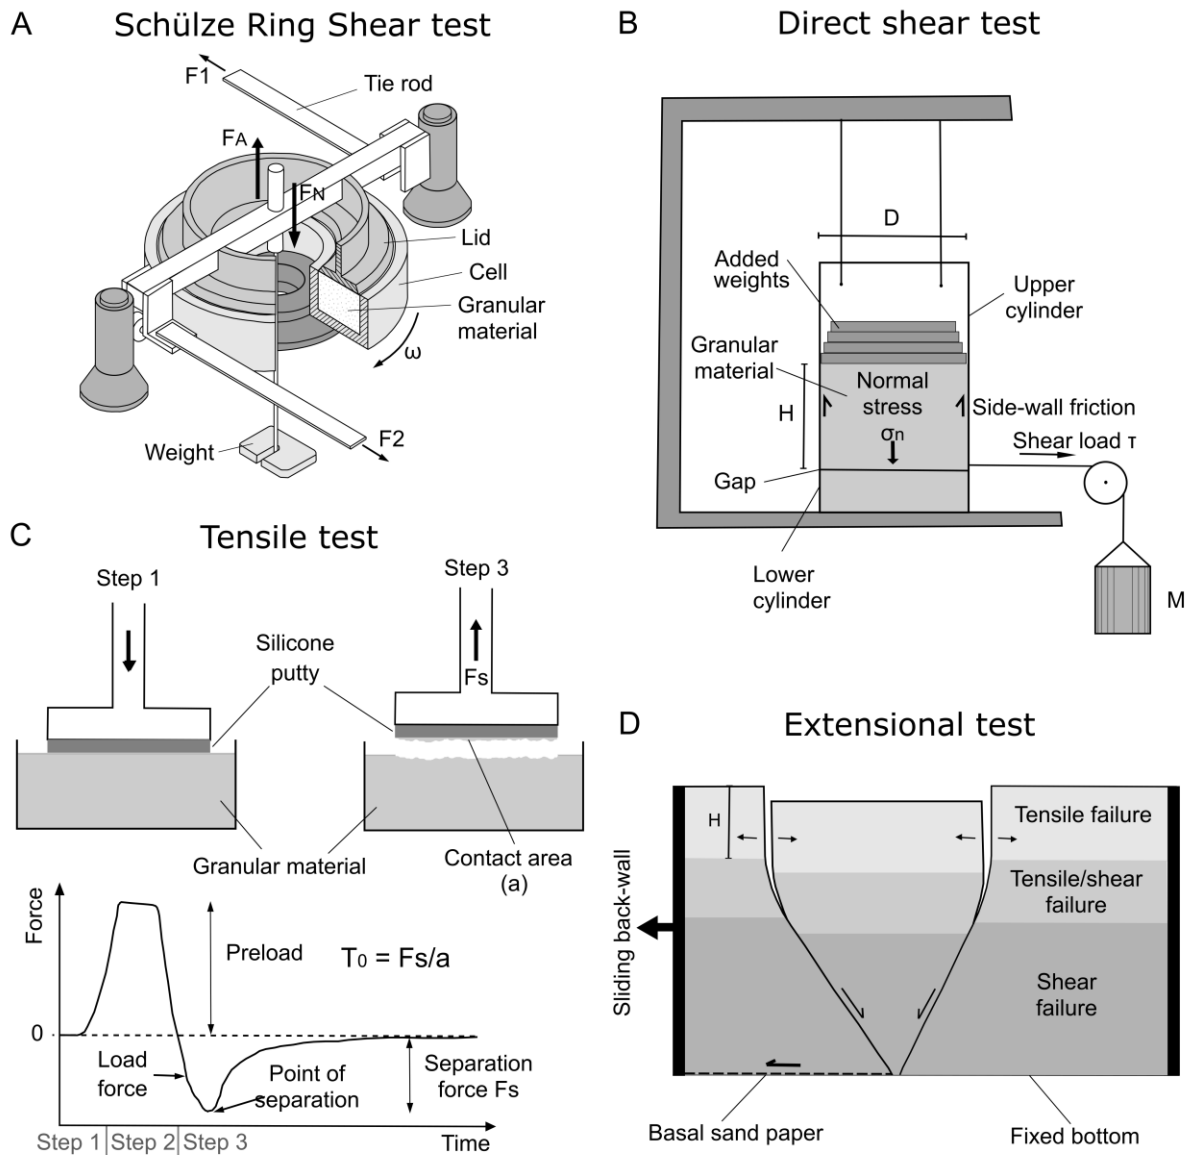 A
Schülze Ring Shear test
F1
Tie rod
FA
FN
Lid
Cell
Granular
material
ω
F2
Weight
B
Direct shear test
D
Added
weights
Upper
cylinder
Granular
material
Normal
stress
σn
H
Side-wall friction
Shear load τ
Gap
Lower
cylinder
M
C
Tensile test
Step 1
Step 3
Silicone
putty
Fs
Granular material
Contact area
(a)
Force
Preload
T0 = Fs/a
0
Load
force
Point of
separation
Separation
force Fs
Step 1
Step 2
Step 3
Time
D
Extensional test
H
Tensile failure
Tensile/shear
failure
Shear
failure
Sliding back-wall
Basal sand paper
Fixed bottom